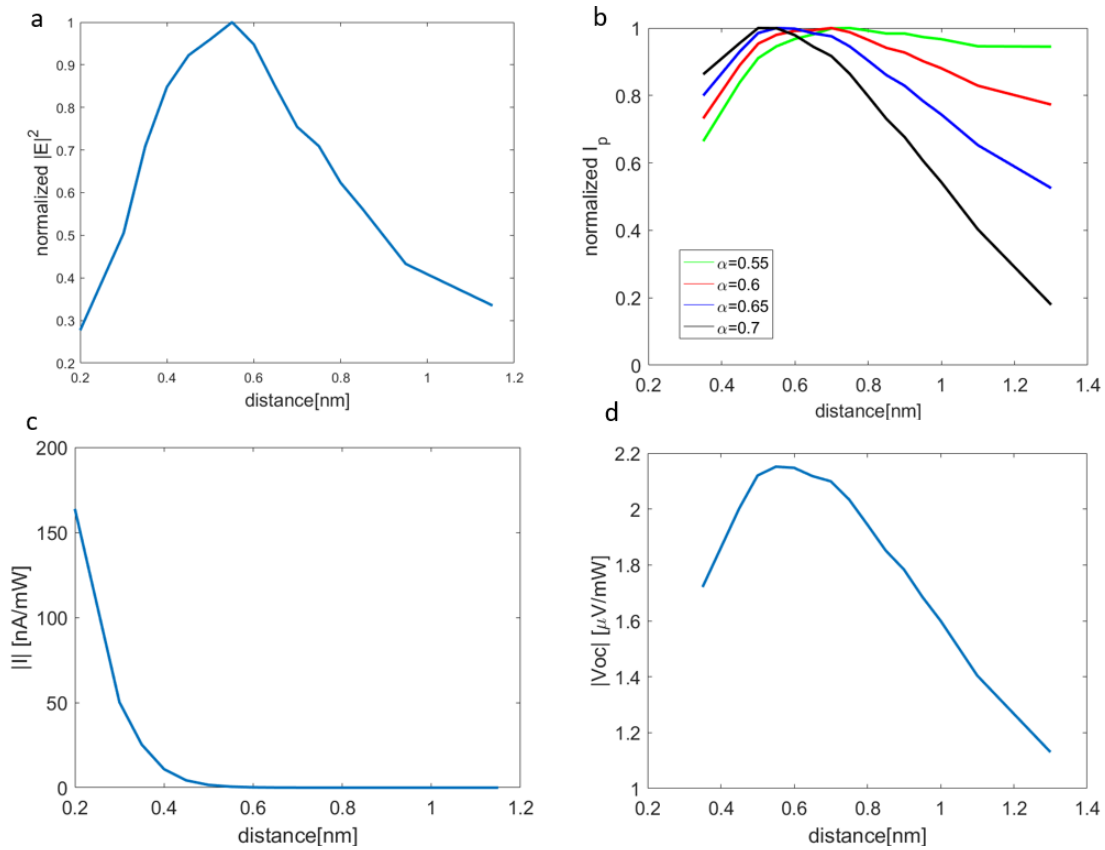 a
normalized |E|²
1
0.9
0.8
0.7
0.6
0.5
0.4
0.3
0.2
0.2 0.4 0.6 0.8 1 1.2
distance[nm]
b
normalized I_p
1
0.8
0.6
0.4
0.2
0
α=0.55
α=0.6
α=0.65
α=0.7
0.2 0.4 0.6 0.8 1 1.2 1.4
distance[nm]
c
|I| [nA/mW]
200
150
100
50
0
0.2 0.4 0.6 0.8 1 1.2
distance[nm]
d
|Voc| [μV/mW]
2.2
2
1.8
1.6
1.4
1.2
1
0.2 0.4 0.6 0.8 1 1.2 1.4
distance[nm]